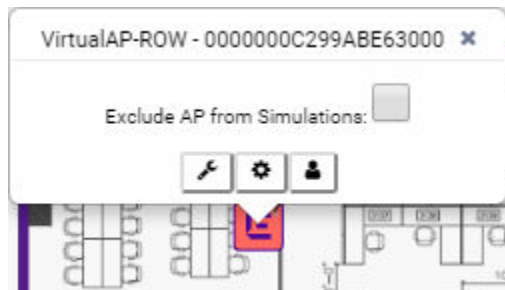 VirtualAP-ROW - 0000000C299ABE63000 ×
Exclude AP from Simulations: